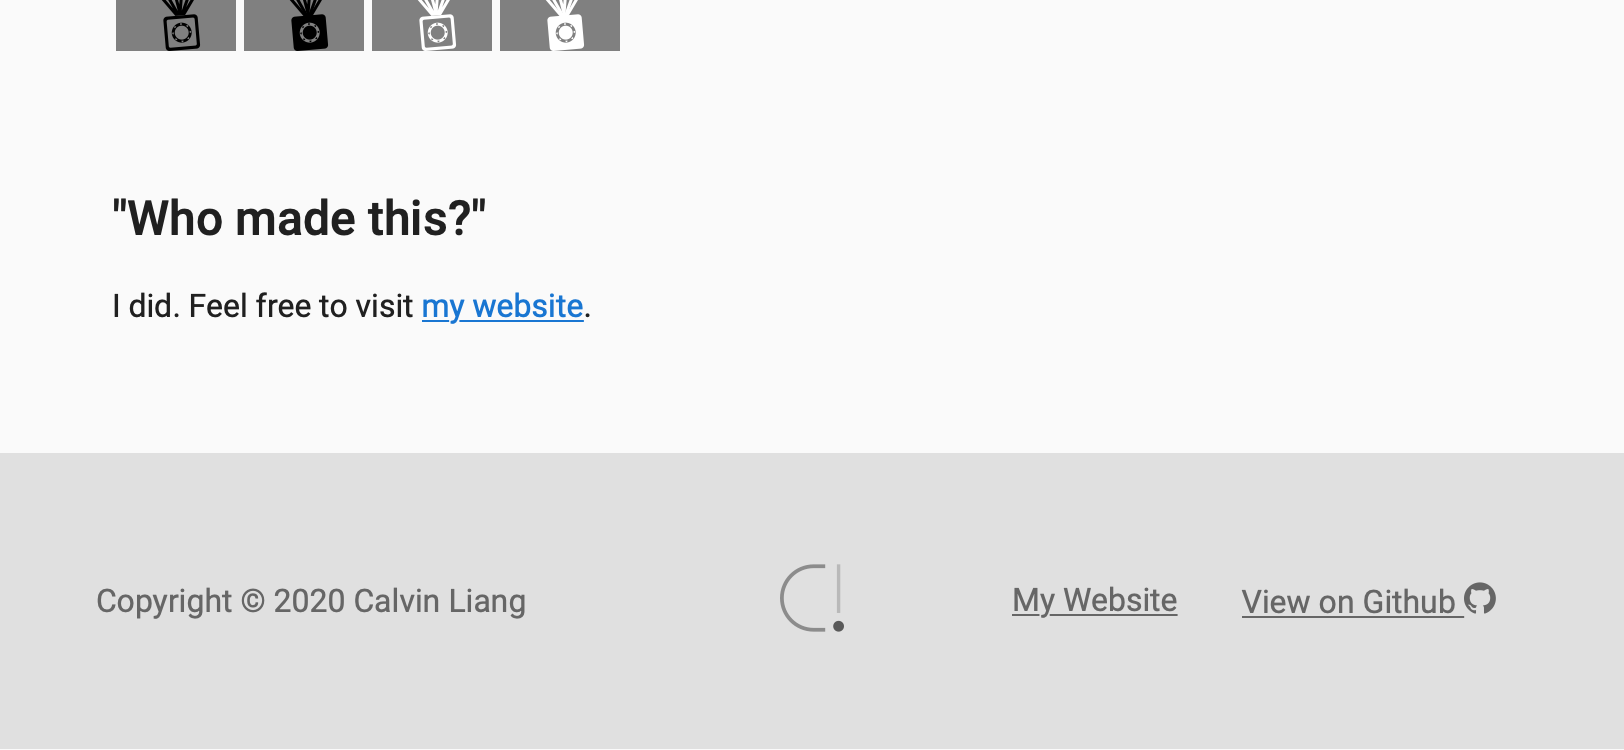 "Who made this?"
I did. Feel free to visit my website.
Copyright © 2020 Calvin Liang
My Website
View on Github